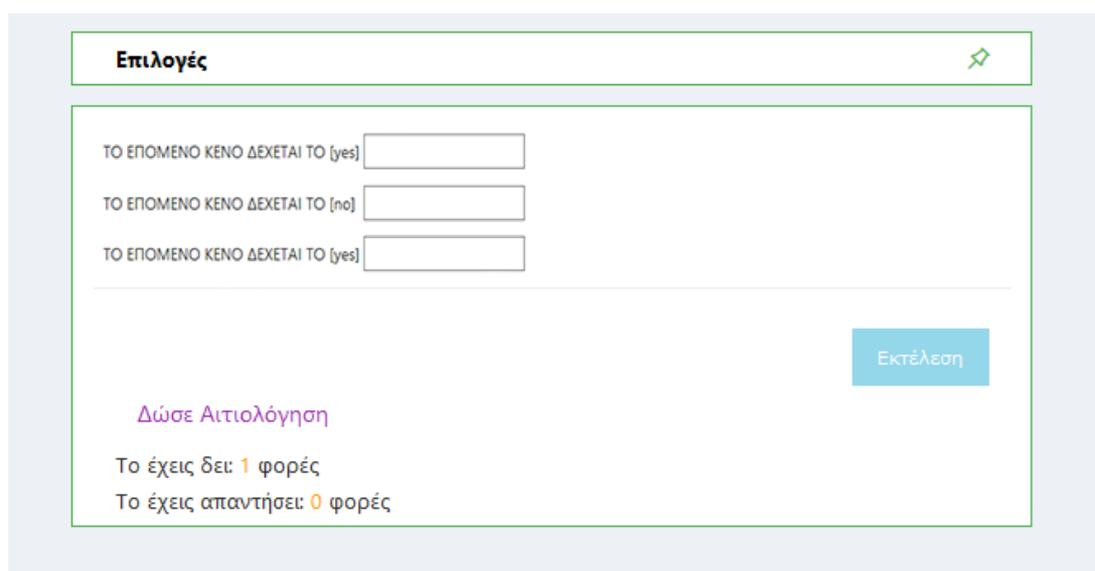 Επιλογές
ΤΟ ΕΠΟΜΕΝΟ ΚΕΝΟ ΔΕΧΕΤΑΙ ΤΟ [yes]
ΤΟ ΕΠΟΜΕΝΟ ΚΕΝΟ ΔΕΧΕΤΑΙ ΤΟ [no]
ΤΟ ΕΠΟΜΕΝΟ ΚΕΝΟ ΔΕΧΕΤΑΙ ΤΟ [yes]
Εκτέλεση
Δώσε Αιτιολόγηση
Το έχεις δει: 1 φορές
Το έχεις απαντήσει: 0 φορές